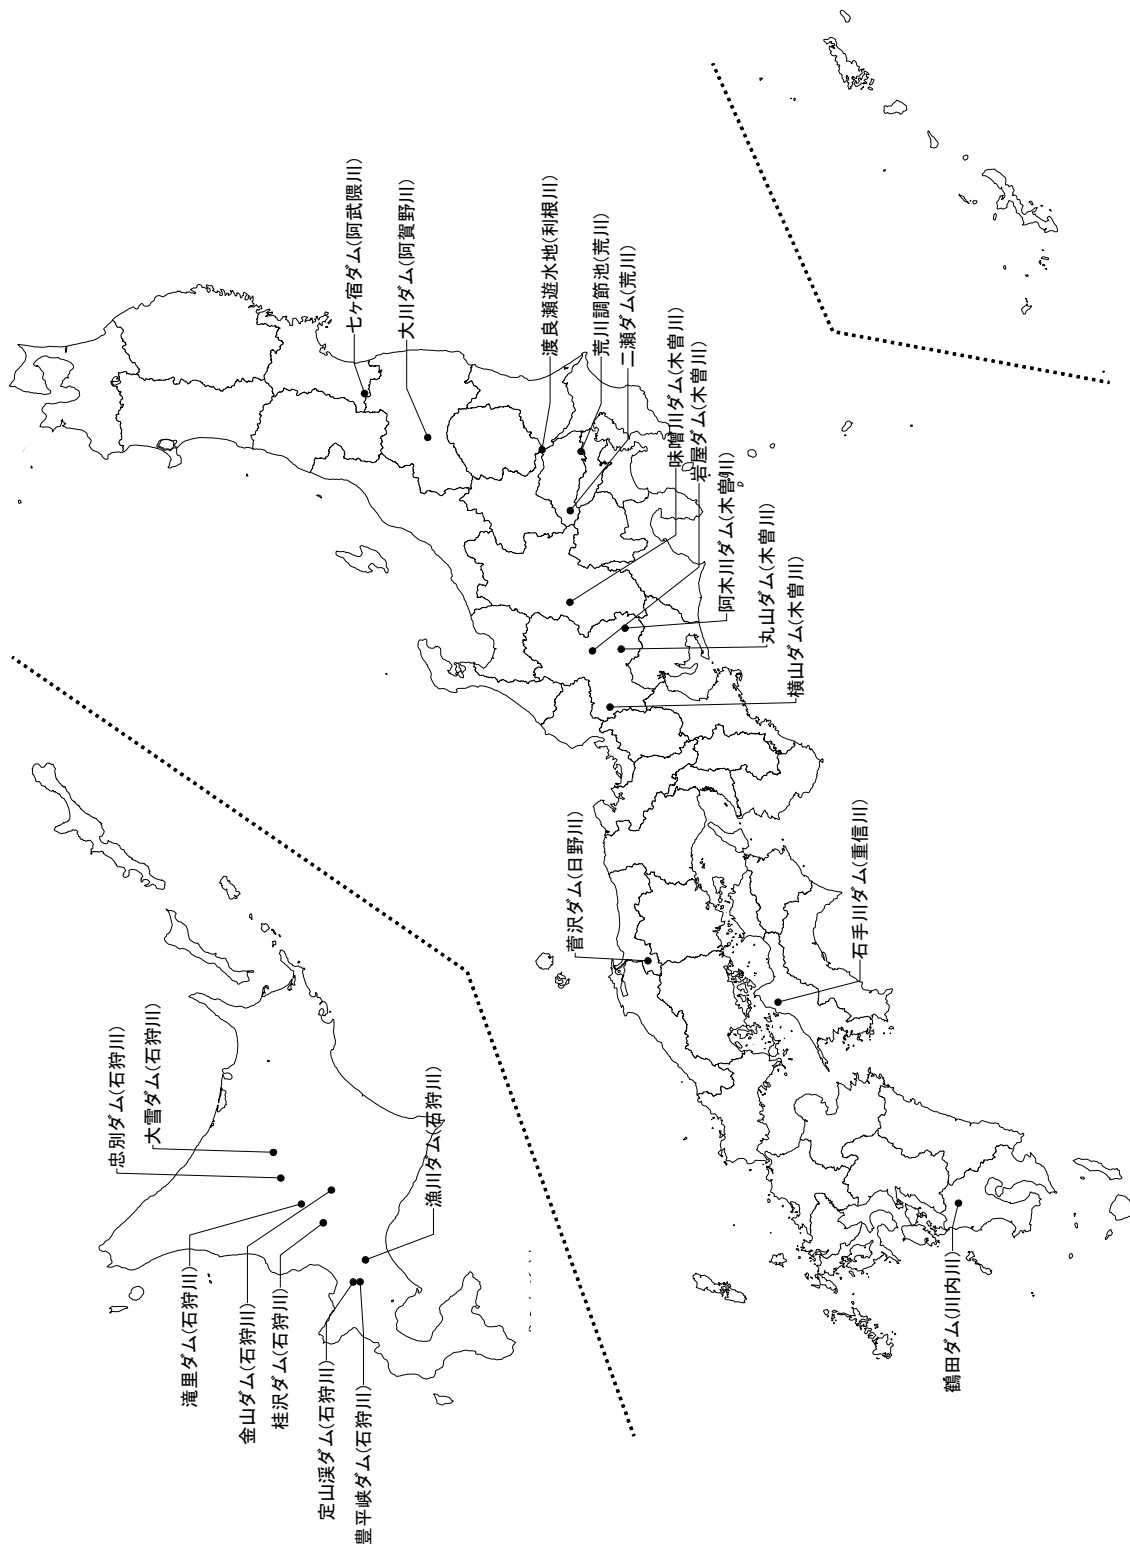 忠別ダム(石狩川)
大雪ダム(石狩川)
滝里ダム(石狩川)
金山ダム(石狩川)
桂沢ダム(石狩川)
定山渓ダム(石狩川)
豊平峡ダム(石狩川)
漁川ダム(石狩川)
七ヶ宿ダム(阿武隈川)
大川ダム(阿賀野川)
渡良瀬遊水地(利根川)
荒川調節池(荒川)
二瀬ダム(荒川)
味噌川ダム(木曽川)
岩屋ダム(木曽川)
阿木川ダム(木曽川)
丸山ダム(木曽川)
横山ダム(木曽川)
菅沢ダム(日野川)
石手川ダム(重信川)
鶴田ダム(川内川)